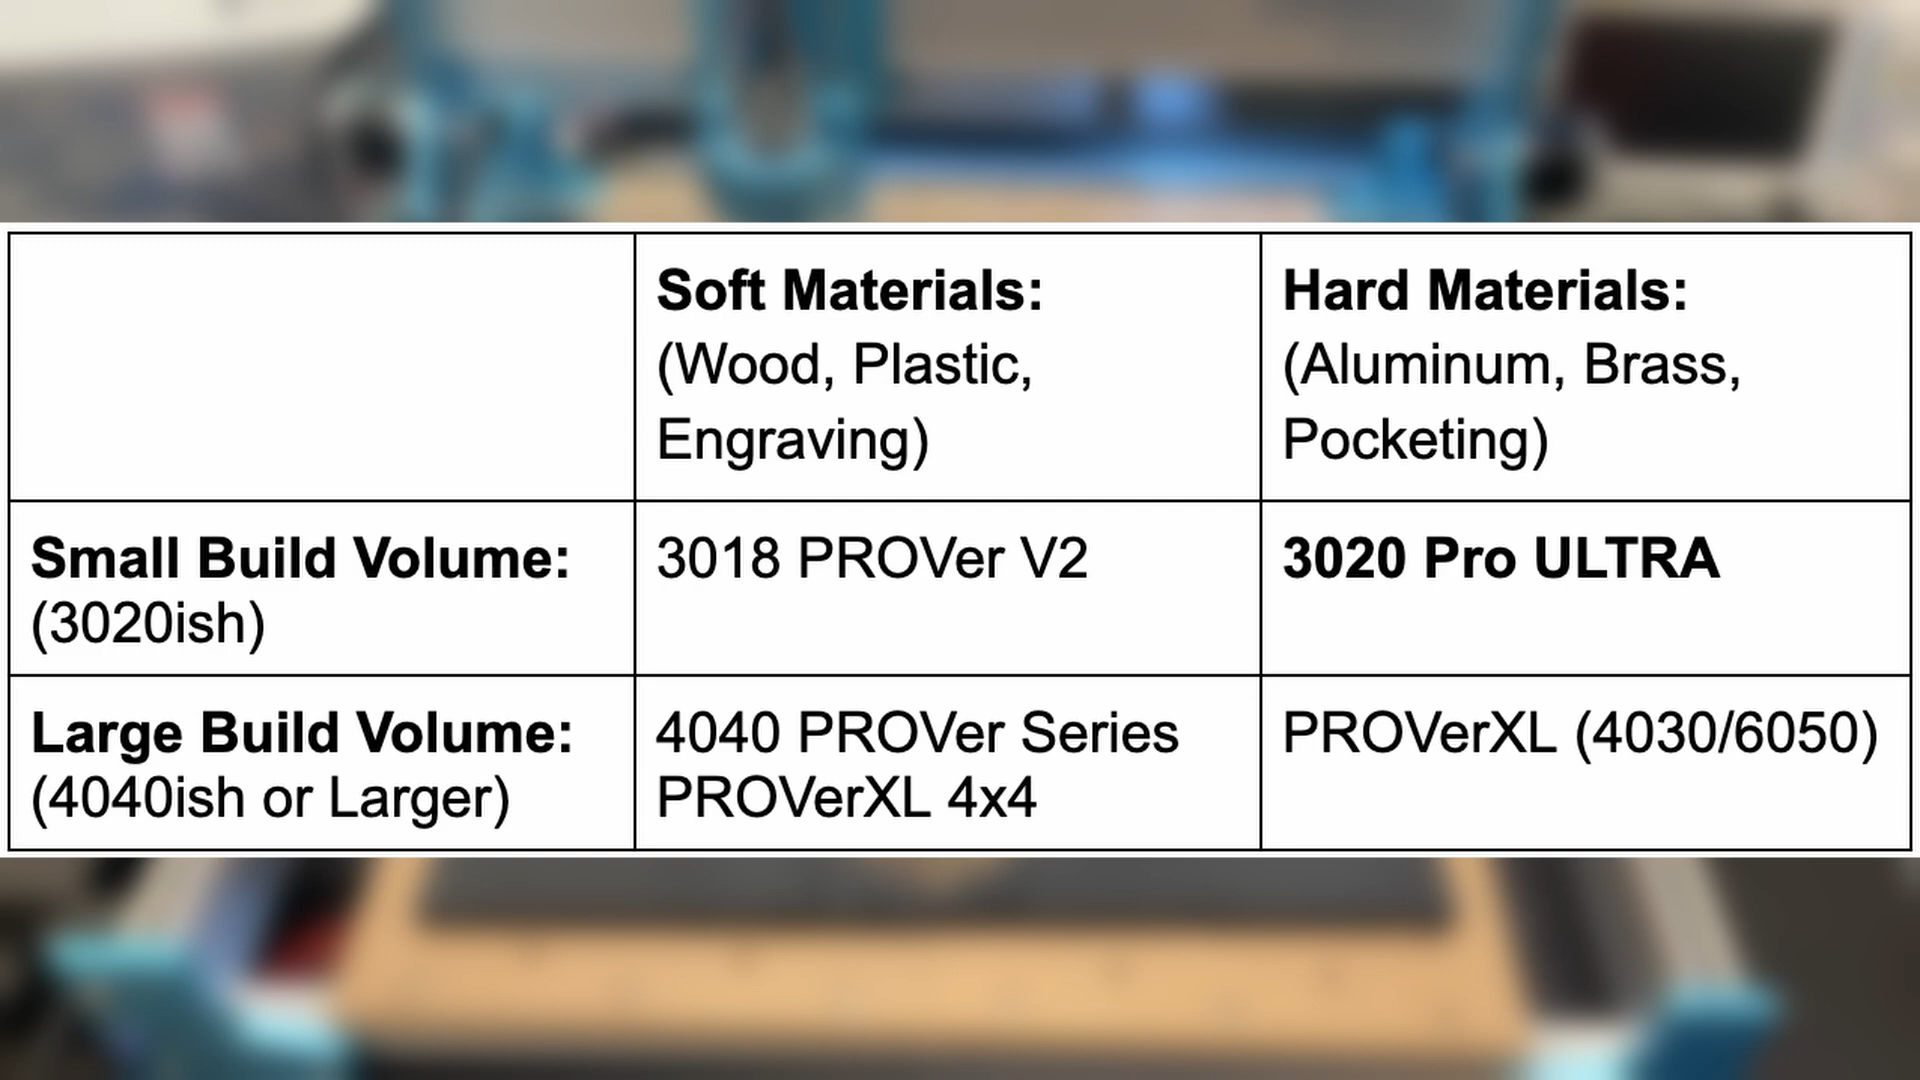 Soft Materials:
(Wood, Plastic,
Engraving)
Hard Materials:
(Aluminum, Brass,
Pocketing)
Small Build Volume:
(3020ish)
3018 PROVer V2
3020 Pro ULTRA
Large Build Volume:
(4040ish or Larger)
4040 PROVer Series
PROVerXL 4x4
PROVerXL (4030/6050)